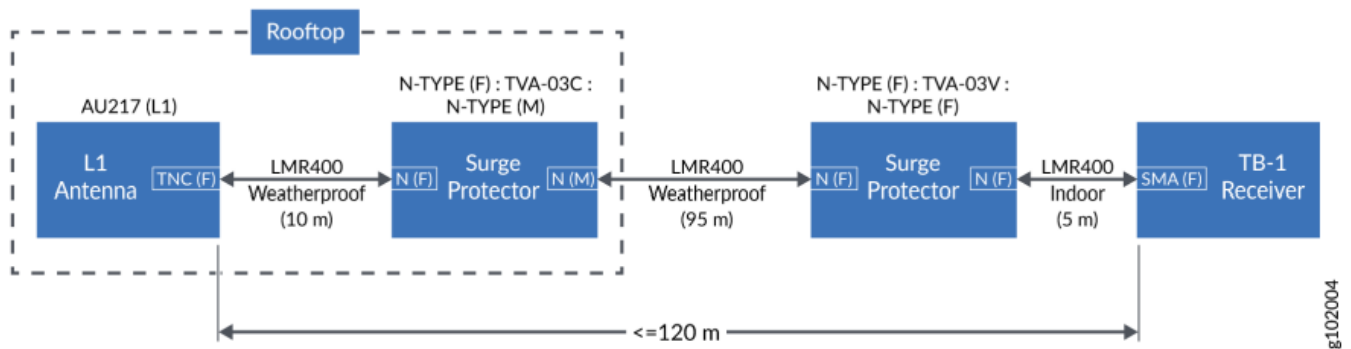 Rooftop
AU217 (L1)
N-TYPE (F) : TVA-03C :
N-TYPE (M)
N-TYPE (F) : TVA-03V :
N-TYPE (F)
L1
Antenna
TNC (F)
LMR400
Weatherproof
(10 m)
N (F)
Surge
Protector
N (M)
LMR400
Weatherproof
(95 m)
N (F)
Surge
Protector
N (F)
LMR400
Indoor
(5 m)
SMA (F)
TB-1
Receiver
<=120 m
g102004